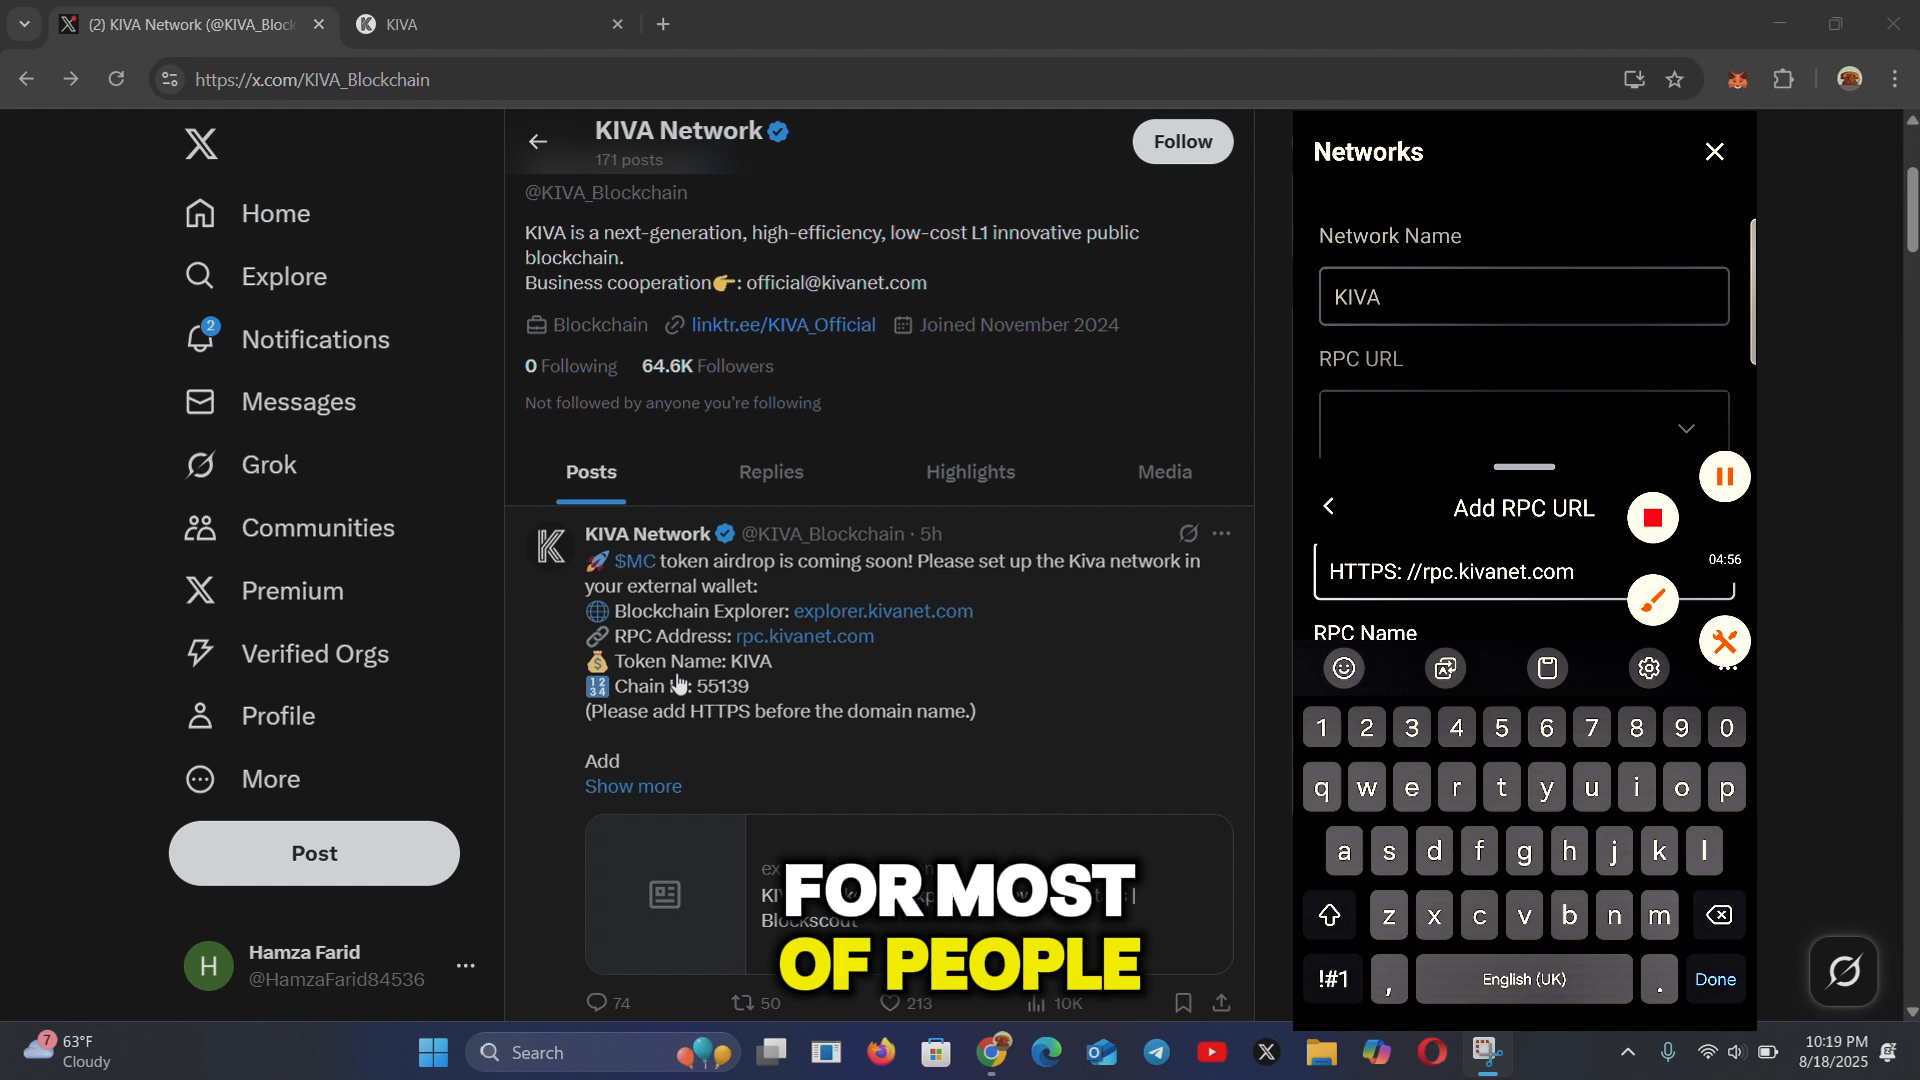 (2) KIVA Network (@KIVA_Block
KIVA
https://x.com/KIVA_Blockchain
Home
Explore
2
Notifications
Messages
Grok
Communities
Premium
Verified Orgs
Profile
More
Post
Hamza Farid
@HamzaFarid84536
H
KIVA Network
171 posts
Follow
@KIVA_Blockchain
KIVA is a next-generation, high-efficiency, low-cost L1 innovative public
blockchain.
Business cooperation👉: official@kivanet.com
Blockchain linktr.ee/KIVA_Official Joined November 2024
0 Following 64.6K Followers
Not followed by anyone you're following
Posts Replies Highlights Media
KIVA Network @KIVA_Blockchain · 5h
🚀 $MC token airdrop is coming soon! Please set up the Kiva network in
your external wallet:
🌐 Blockchain Explorer: explorer.kivanet.com
🔗 RPC Address: rpc.kivanet.com
💰 Token Name: KIVA
🔢 Chain : 55139
(Please add HTTPS before the domain name.)
Add
Show more
FOR MOST
OF PEOPLE
74 50 213 10K
Networks
Network Name
KIVA
RPC URL
Add RPC URL
HTTPS: //rpc.kivanet.com
04:56
RPC Name
1 2 3 4 5 6 7 8 9 0
q w e r t y u i o p
a s d f g h j k l
z x c v b n m
!#1 , English (UK) . Done
7
63°F
Cloudy
Search
10:19 PM
8/18/2025